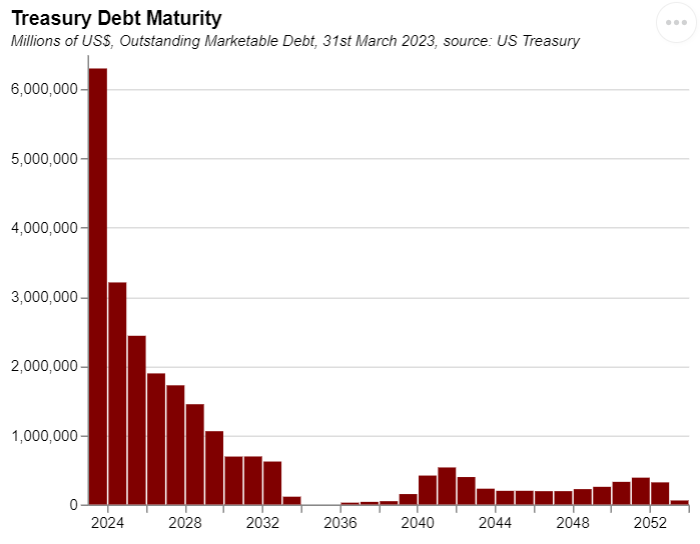 Treasury Debt Maturity
Millions of US$, Outstanding Marketable Debt, 31st March 2023, source: US Treasury
6,000,000
5,000,000
4,000,000
3,000,000
2,000,000
1,000,000
0
2024 2028 2032 2036 2040 2044 2048 2052